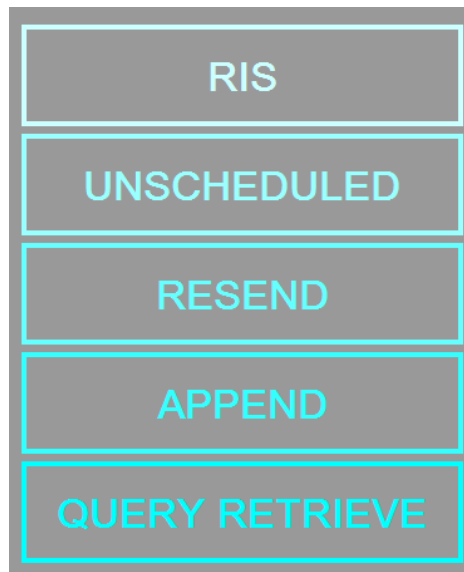 RIS
UNSCHEDULED
RESEND
APPEND
QUERY RETRIEVE